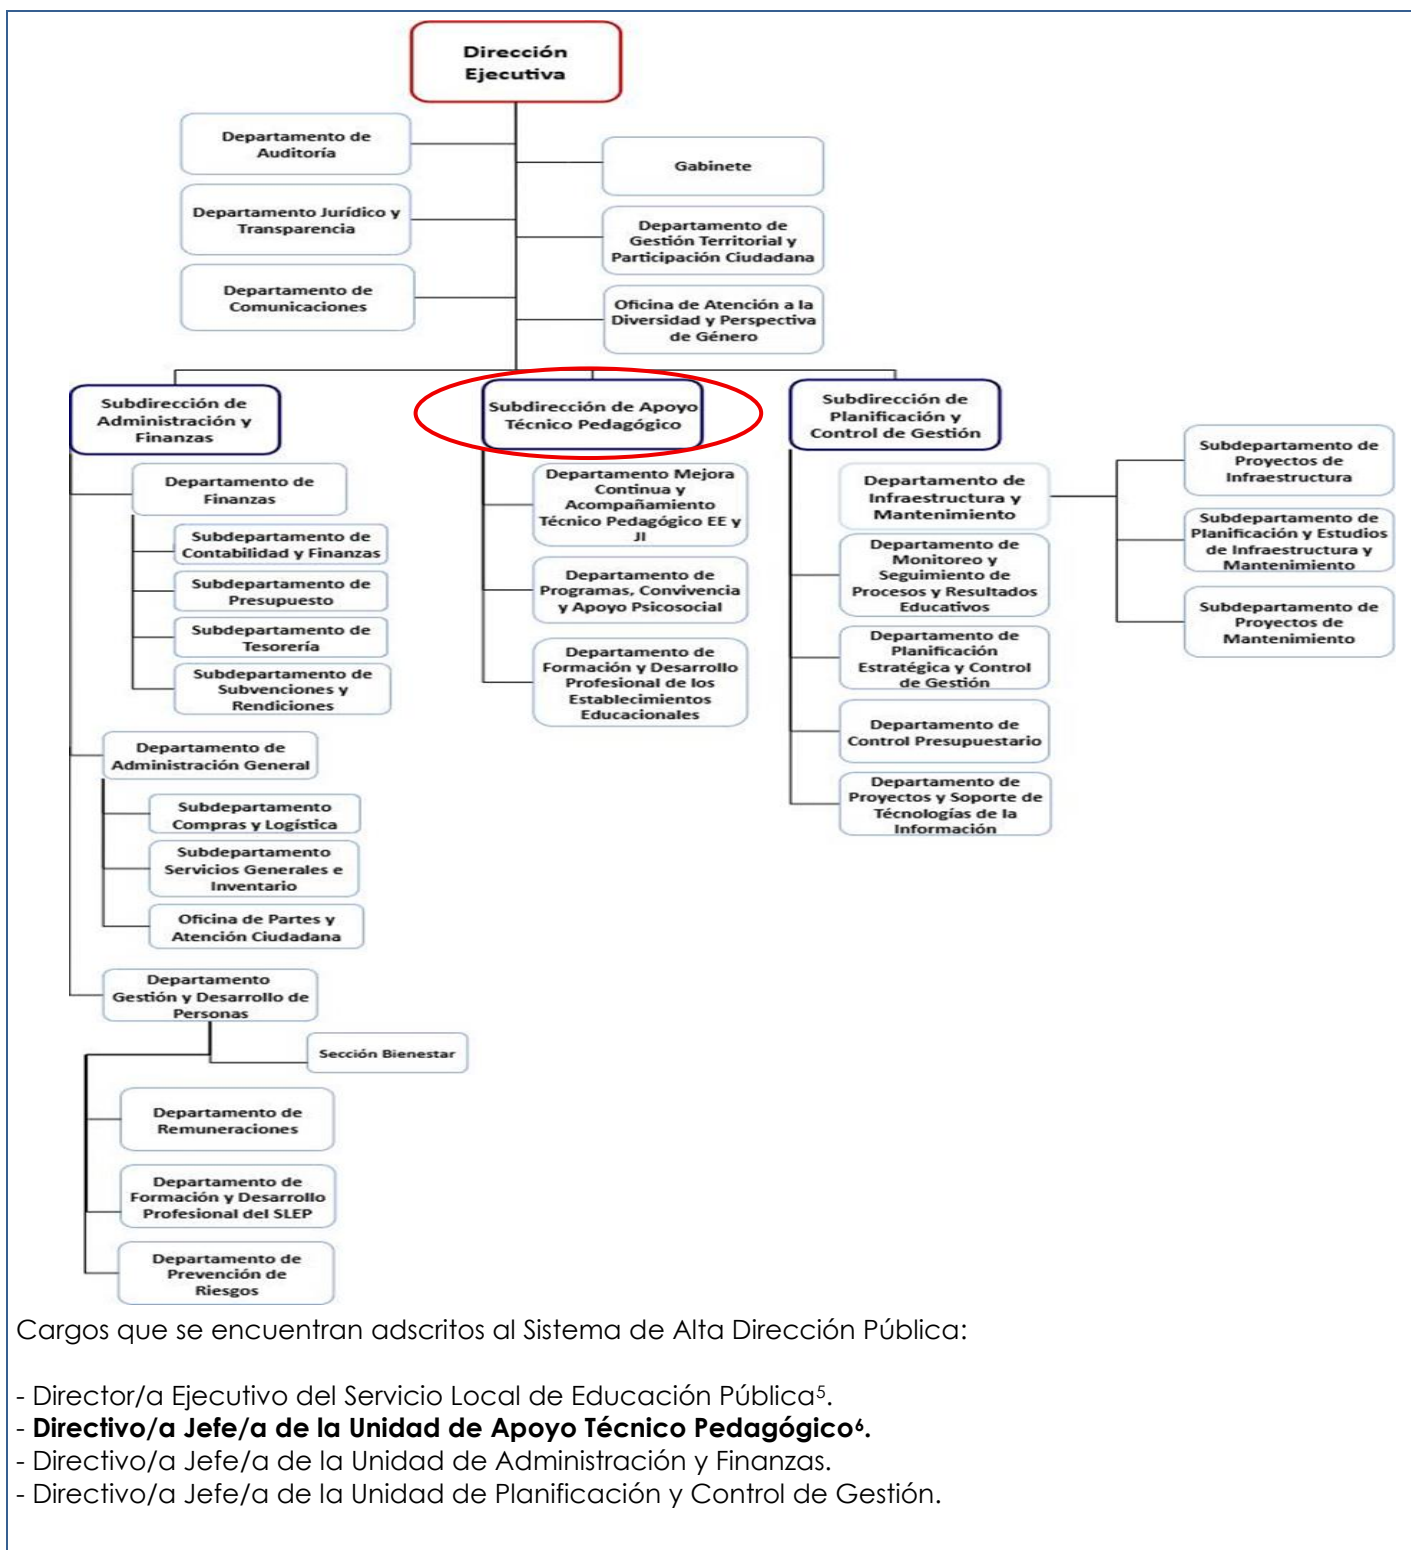 Dirección
Ejecutiva
Departamento de
Auditoría
Gabinete
Departamento Jurídico y
Transparencia
Departamento de
Gestión Territorial y
Participación Ciudadana
Departamento de
Comunicaciones
Oficina de Atención a la
Diversidad y Perspectiva
de Género
Subdirección de
Administración y
Finanzas
Departamento de
Finanzas
Subdepartamento de
Contabilidad y Finanzas
Subdepartamento de
Presupuesto
Subdepartamento de
Tesorería
Subdepartamento de
Subvenciones y
Rendiciones
Departamento de
Administración General
Subdepartamento
Compras y Logística
Subdepartamento
Servicios Generales e
Inventario
Oficina de Partes y
Atención Ciudadana
Departamento
Gestión y Desarrollo de
Personas
Sección Bienestar
Departamento de
Remuneraciones
Departamento de
Formación y Desarrollo
Profesional del SLEP
Departamento de
Prevención de
Riesgos
Subdirección de Apoyo
Técnico Pedagógico
Departamento Mejora
Continua y
Acompañamiento
Técnico Pedagógico EE y
JI
Departamento de
Programas, Convivencia
y Apoyo Psicosocial
Departamento de
Formación y Desarrollo
Profesional de los
Establecimientos
Educacionales
Subdirección de
Planificación y
Control de Gestión
Departamento de
Infraestructura y
Mantenimiento
Subdepartamento de
Proyectos de
Infraestructura
Subdepartamento de
Planificación y Estudios
de Infraestructura y
Mantenimiento
Subdepartamento de
Proyectos de
Mantenimiento
Departamento de
Monitoreo y
Seguimiento de
Procesos y Resultados
Educativos
Departamento de
Planificación
Estratégica y Control
de Gestión
Departamento de
Control Presupuestario
Departamento de
Proyectos y Soporte de
Técnologías de la
Información
Cargos que se encuentran adscritos al Sistema de Alta Dirección Pública:
- Director/a Ejecutivo del Servicio Local de Educación Pública⁵.
- Directivo/a Jefe/a de la Unidad de Apoyo Técnico Pedagógico⁶.
- Directivo/a Jefe/a de la Unidad de Administración y Finanzas.
- Directivo/a Jefe/a de la Unidad de Planificación y Control de Gestión.